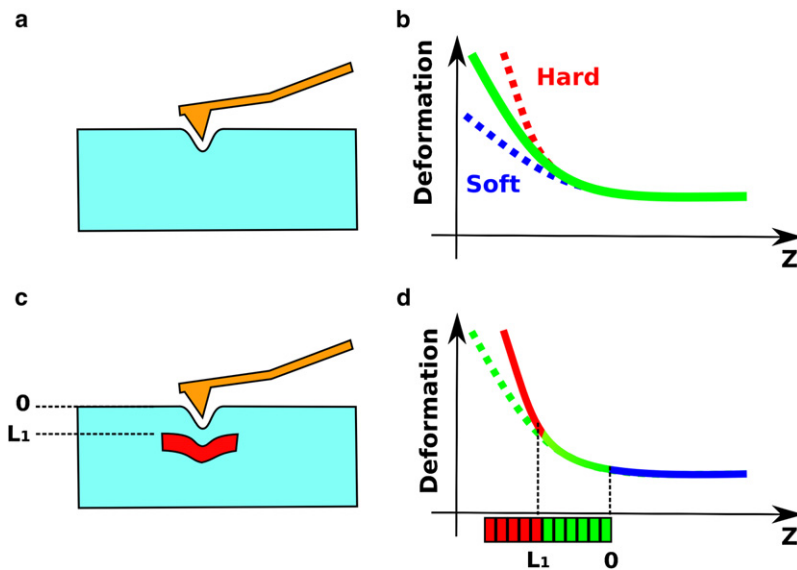 a
b
Deformation
Hard
Soft
Z
c
0
L₁
d
Deformation
L₁
0
Z